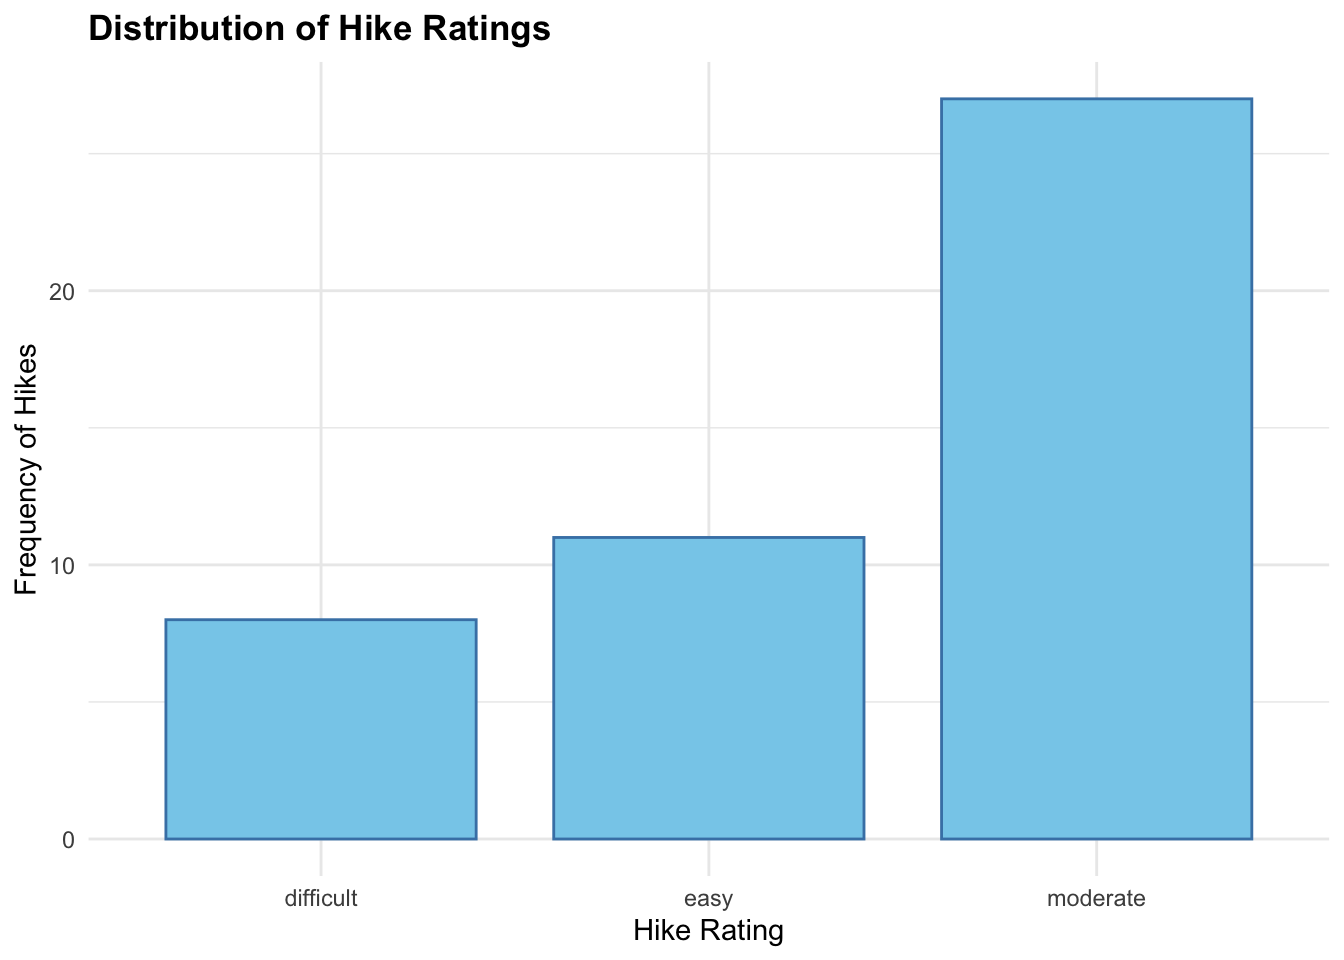 Distribution of Hike Ratings
Frequency of Hikes
20
10
0
difficult
easy
moderate
Hike Rating